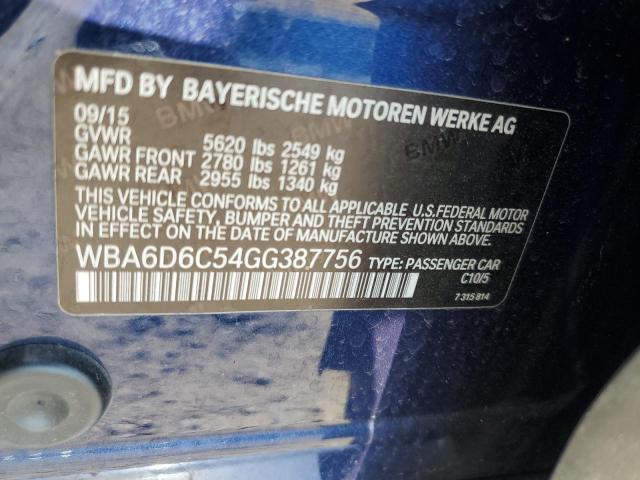 MFD BY BAYERISCHE MOTOREN WERKE AG
09/15
GVWR 5620 lbs 2549 kg
GAWR FRONT 2780 lbs 1261 kg
GAWR REAR 2955 lbs 1340 kg
THIS VEHICLE CONFORMS TO ALL APPLICABLE U.S.FEDERAL MOTOR
VEHICLE SAFETY, BUMPER AND THEFT PREVENTION STANDARDS
IN EFFECT ON THE DATE OF MANUFACTURE SHOWN ABOVE.
WBA6D6C54GG387756 TYPE: PASSENGER CAR
C10/5
7 315 814